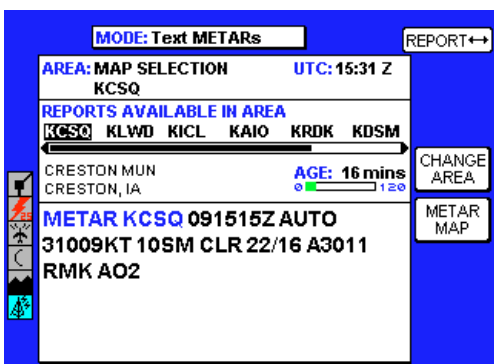 MODE: Text METARs
REPORT↔
AREA: MAP SELECTION UTC: 15:31 Z
KCSQ
REPORTS AVAILABLE IN AREA
KCSQ KLWD KICL KAIO KRDK KDSM
CRESTON MUN AGE: 16 mins
CRESTON, IA 0 120
CHANGE
AREA
METAR KCSQ 091515Z AUTO
31009KT 10SM CLR 22/16 A3011
RMK AO2
METAR
MAP
25